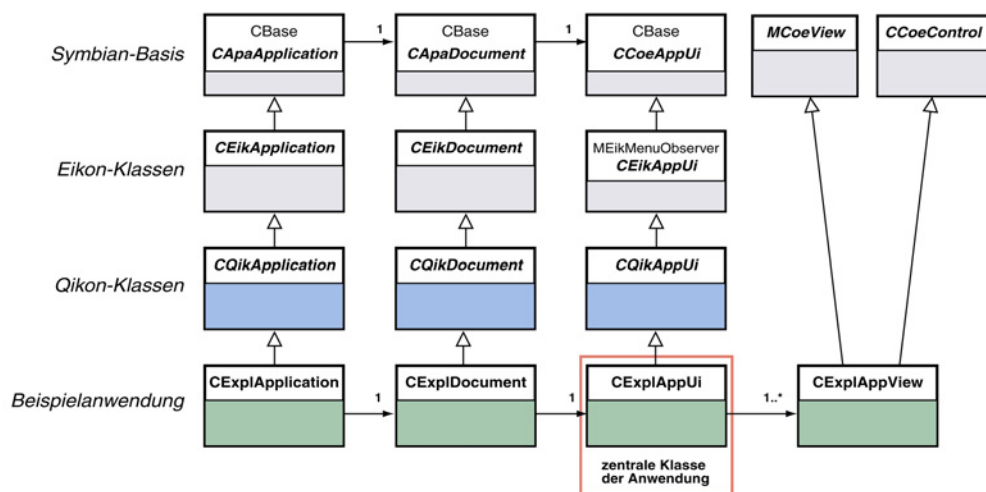 Symbian-Basis
CBase
CApaApplication
1
CBase
CApaDocument
1
CBase
CCoeAppUi
MCoeView
CCoeControl
Eikon-Klassen
CEikApplication
CEikDocument
MEikMenuObserver
CEikAppUi
Qikon-Klassen
CQikApplication
CQikDocument
CQikAppUi
Beispielanwendung
CExplApplication
1
CExplDocument
1
CExplAppUi
1..*
CExplAppView
zentrale Klasse
der Anwendung